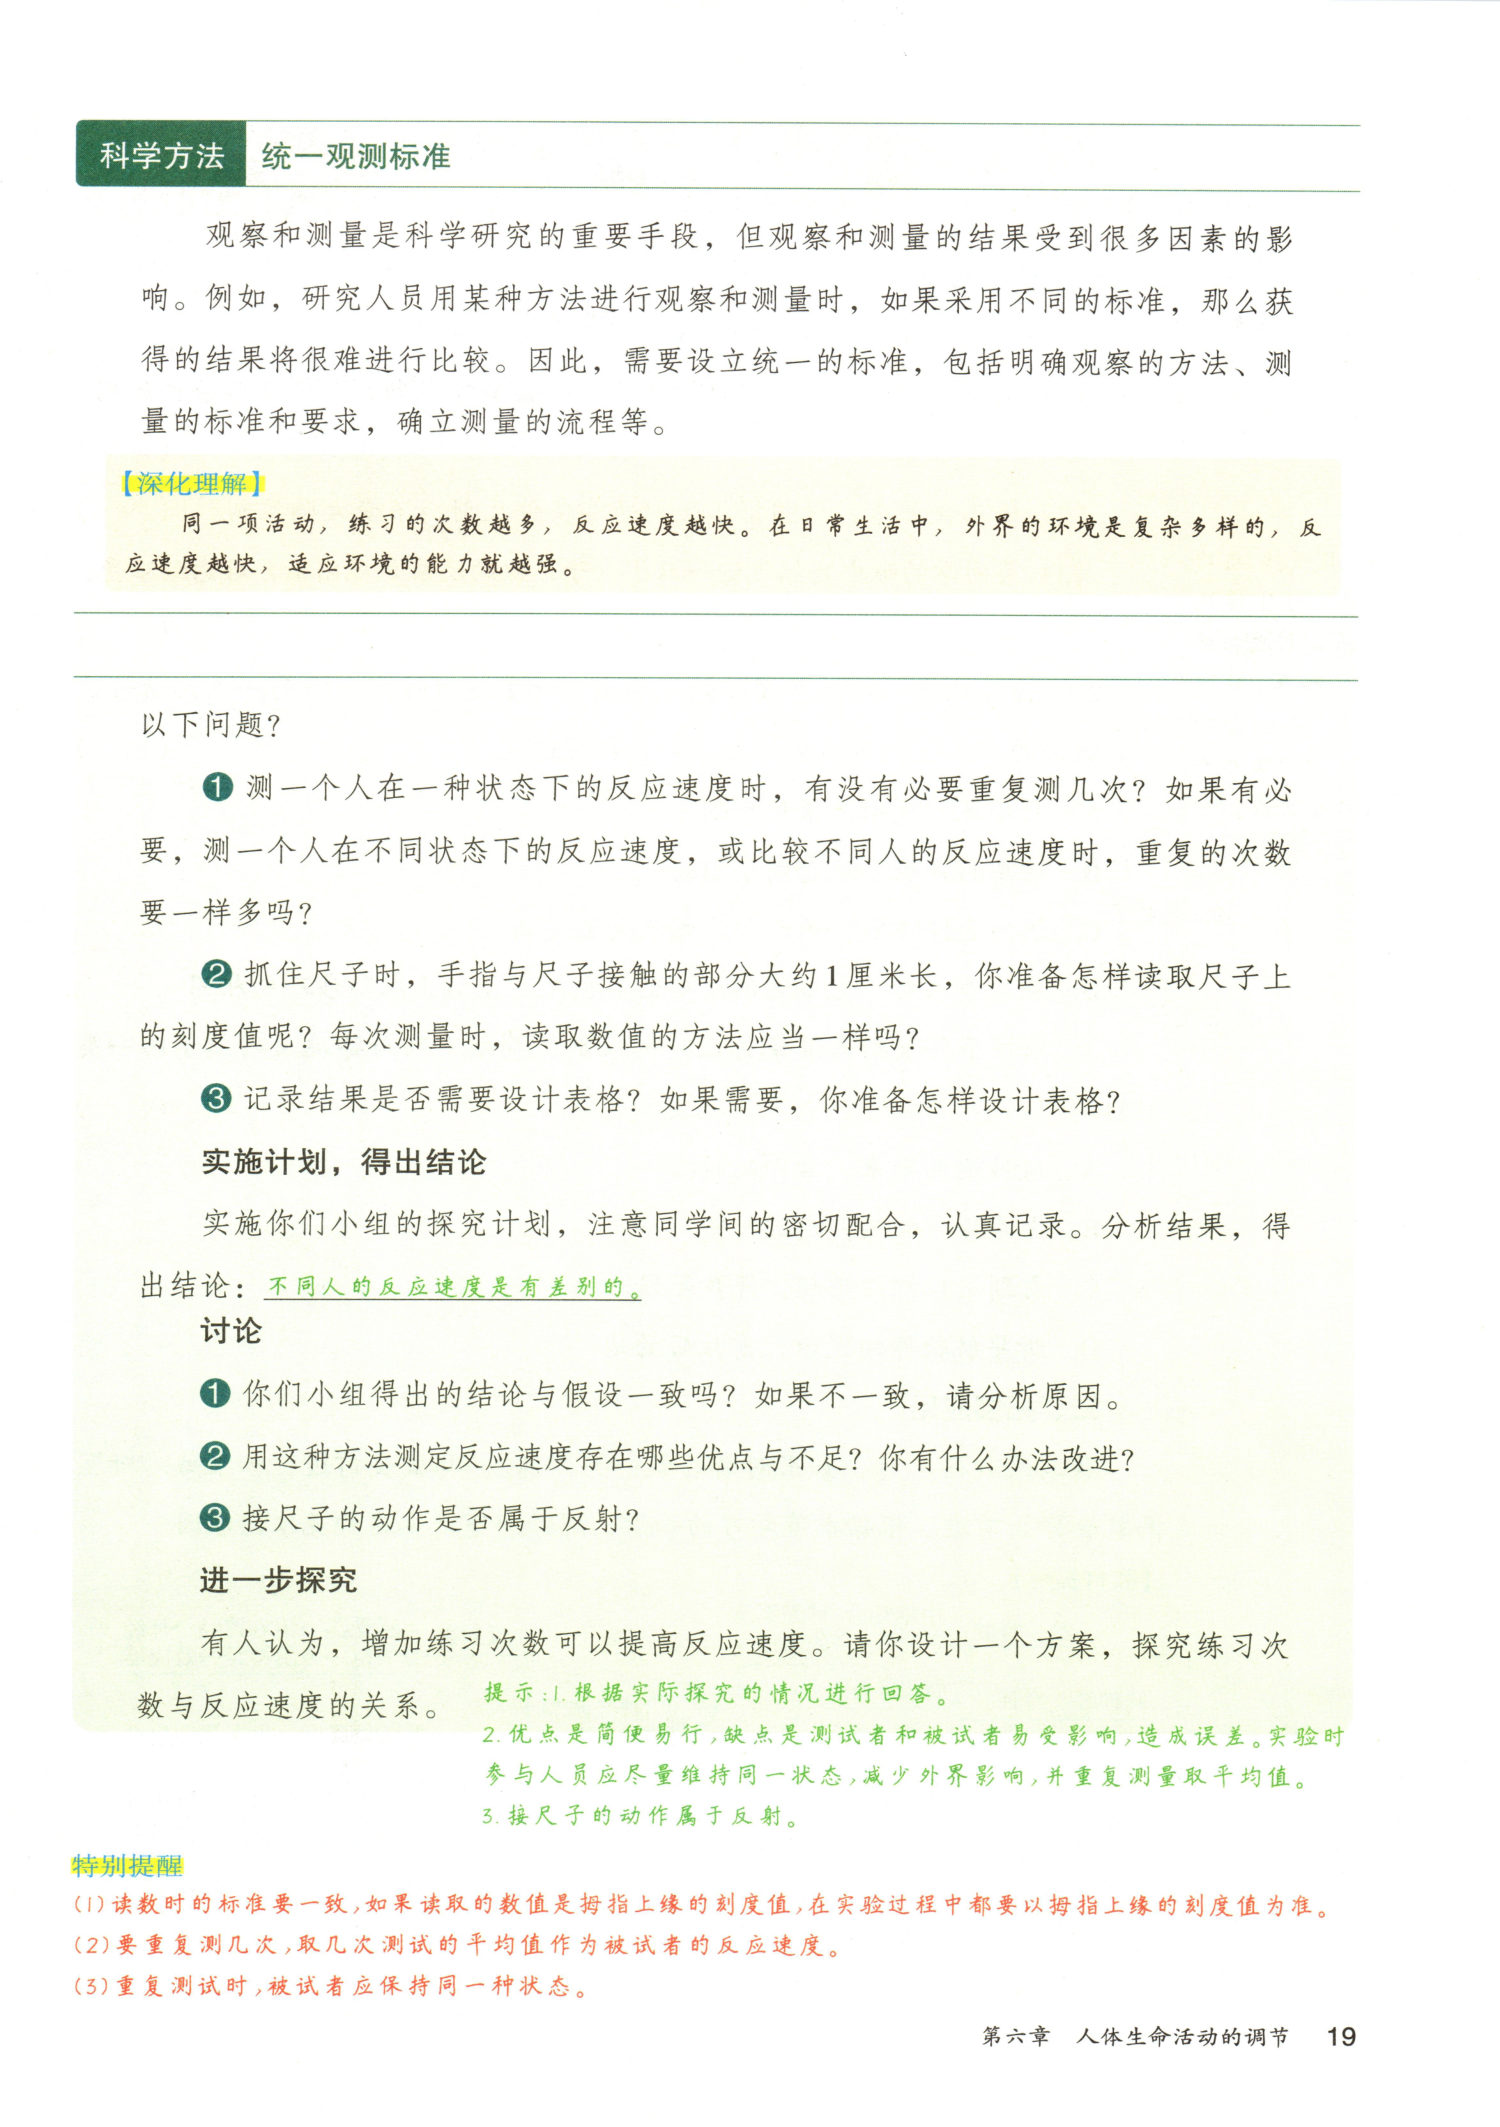 科学方法 统一观测标准
观察和测量是科学研究的重要手段，但观察和测量的结果受到很多因素的影
响。例如，研究人员用某种方法进行观察和测量时，如果采用不同的标准，那么获
得的结果将很难进行比较。因此，需要设立统一的标准，包括明确观察的方法、测
量的标准和要求，确立测量的流程等。
【深化理解】
同一项活动，练习的次数越多，反应速度越快。在日常生活中，外界的环境是复杂多样的，反
应速度越快，适应环境的能力就越强。
以下问题？
❶ 测一个人在一种状态下的反应速度时，有没有必要重复测几次？如果有必
要，测一个人在不同状态下的反应速度，或比较不同人的反应速度时，重复的次数
要一样多吗？
❷ 抓住尺子时，手指与尺子接触的部分大约1厘米长，你准备怎样读取尺子上
的刻度值呢？每次测量时，读取数值的方法应当一样吗？
❸ 记录结果是否需要设计表格？如果需要，你准备怎样设计表格？
实施计划，得出结论
实施你们小组的探究计划，注意同学间的密切配合，认真记录。分析结果，得
出结论：不同人的反应速度是有差别的。
讨论
❶ 你们小组得出的结论与假设一致吗？如果不一致，请分析原因。
❷ 用这种方法测定反应速度存在哪些优点与不足？你有什么办法改进？
❸ 接尺子的动作是否属于反射？
进一步探究
有人认为，增加练习次数可以提高反应速度。请你设计一个方案，探究练习次
数与反应速度的关系。
提示：1.根据实际探究的情况进行回答。
2.优点是简便易行，缺点是测试者和被试者易受影响，造成误差。实验时
参与人员应尽量维持同一状态，减少外界影响，并重复测量取平均值。
3.接尺子的动作属于反射。
特别提醒
(1)读数时的标准要一致，如果读取的数值是拇指上缘的刻度值，在实验过程中都要以拇指上缘的刻度值为准。
(2)要重复测几次，取几次测试的平均值作为被试者的反应速度。
(3)重复测试时，被试者应保持同一种状态。
第六章 人体生命活动的调节 19